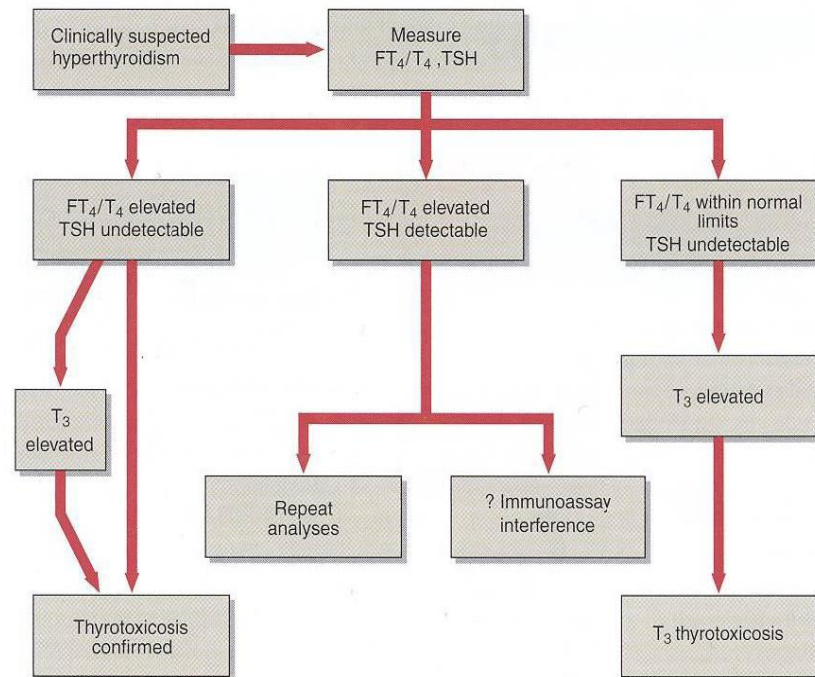 Clinically suspected
hyperthyroidism
Measure
FT₄/T₄ ,TSH
FT₄/T₄ elevated
TSH undetectable
FT₄/T₄ elevated
TSH detectable
FT₄/T₄ within normal
limits
TSH undetectable
T₃
elevated
T₃ elevated
Repeat
analyses
? Immunoassay
interference
Thyrotoxicosis
confirmed
T₃ thyrotoxicosis